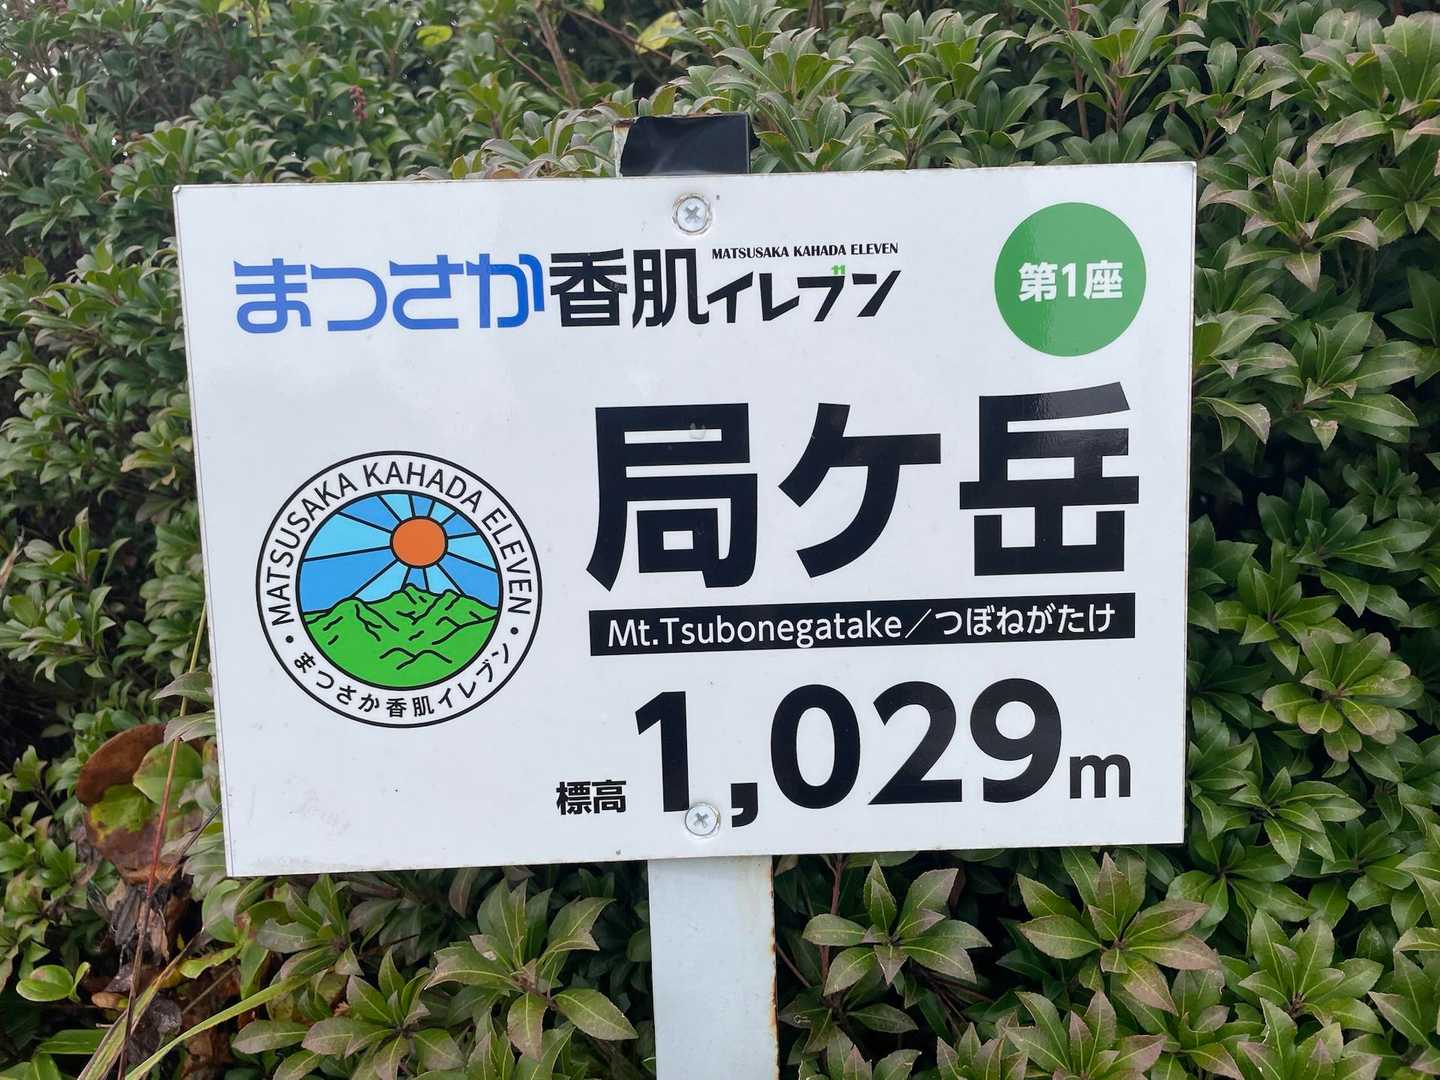 MATSUSAKA KAHADA ELEVEN
まつさか香肌イレブン
第1座
局ケ岳
Mt.Tsubonegatake／つぼねがたけ
標高 1,029m
MATSUSAKA KAHADA ELEVEN
まつさか香肌イレブン